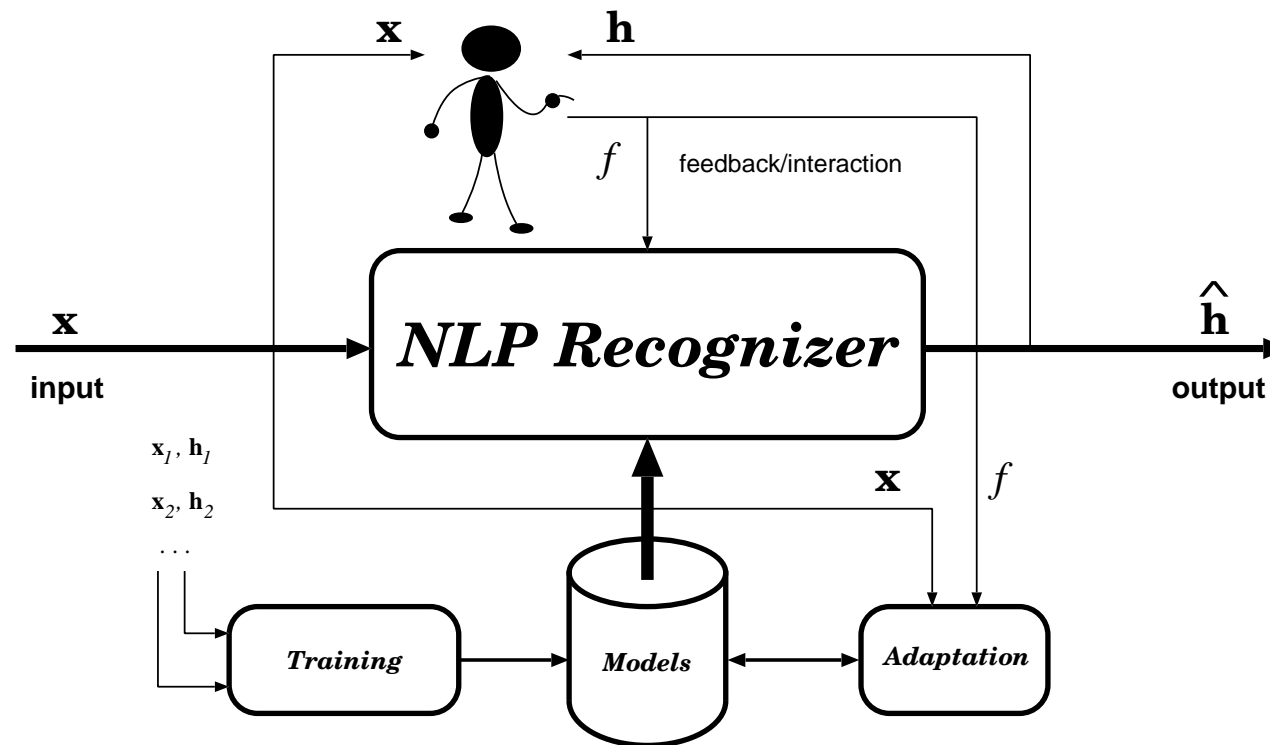 x
h
f
feedback/interaction
x
NLP Recognizer
ĥ
input
output
x₁, h₁
x
f
x₂, h₂
. . .
Training
Models
Adaptation